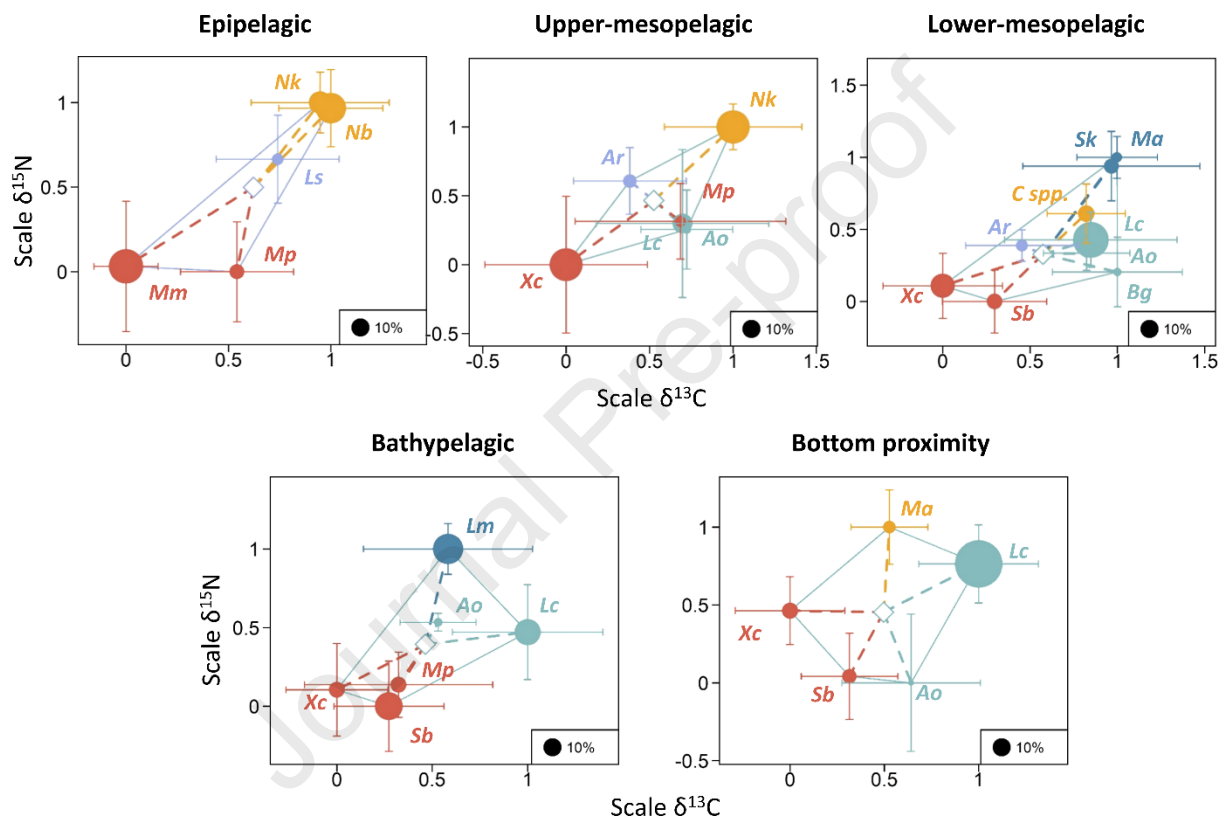 Epipelagic
Upper-mesopelagic
Lower-mesopelagic
Scale δ15N
1
0.5
0
Nk
Nb
Ls
Mp
Mm
10%
0
0.5
1
1
0.5
0
-0.5
Nk
Ar
Mp
Lc
Ao
Xc
10%
-0.5
0
0.5
1
1.5
1.5
1
0.5
0
Sk
Ma
C spp.
Lc
Ar
Ao
Xc
Bg
Sb
10%
0
0.5
1
1.5
Scale δ13C
Bathypelagic
Bottom proximity
Scale δ15N
1
0.5
0
Lm
Ao
Lc
Mp
Xc
Sb
10%
0
0.5
1
1
0.5
0
-0.5
Ma
Lc
Xc
Sb
Ao
10%
0
0.5
1
Scale δ13C
Journal Pre-proof